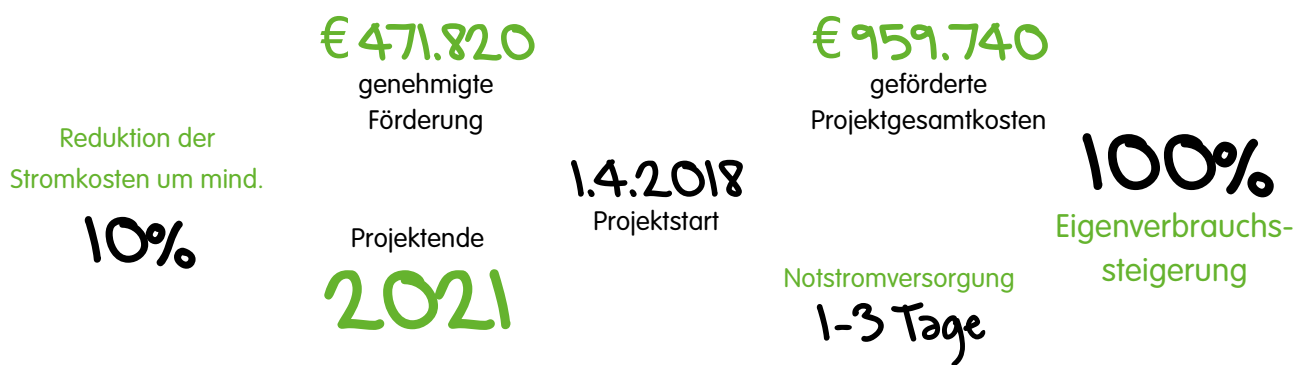 € 471.820
genehmigte
Förderung
€ 959.740
geförderte
Projektgesamtkosten
Reduktion der
Stromkosten um mind.
10%
1.4.2018
Projektstart
100%
Eigenverbrauchs-
steigerung
Projektende
2021
Notstromversorgung
1-3 Tage